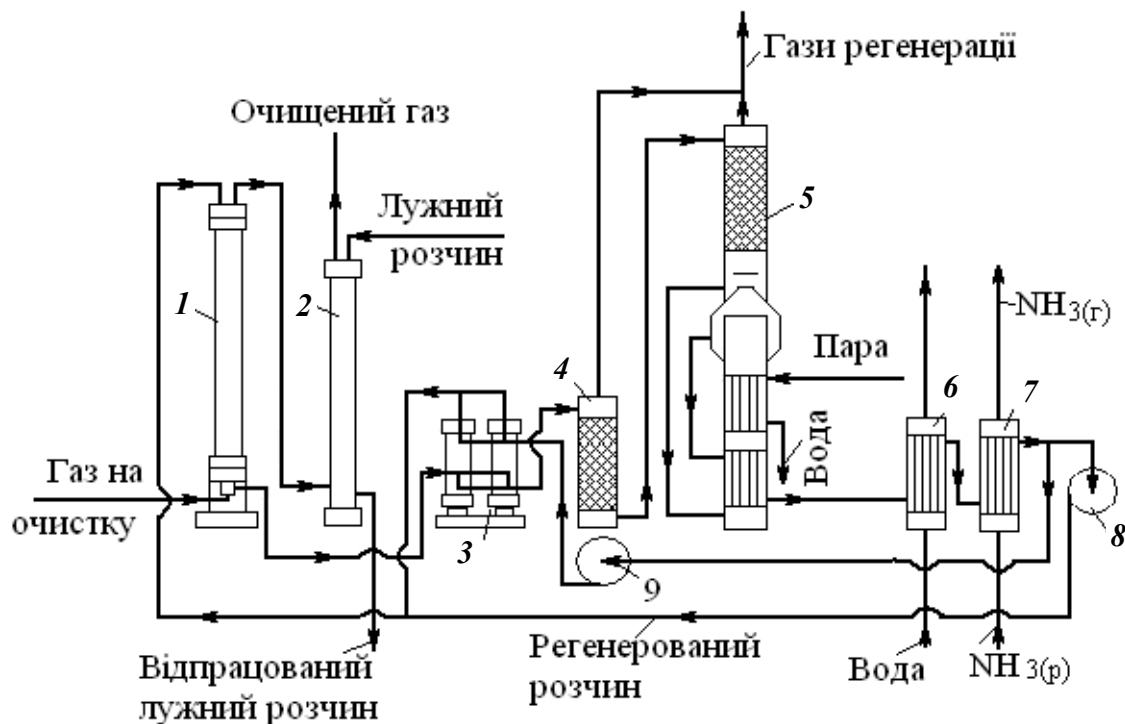 Гази регенерації
Очищений газ
Лужний
розчин
5
1
2
NH3(г)
Пара
4
6
7
Вода
Газ на
очистку
3
8
9
Відпрацований
лужний розчин
Регенерований
розчин
Вода
NH3(р)